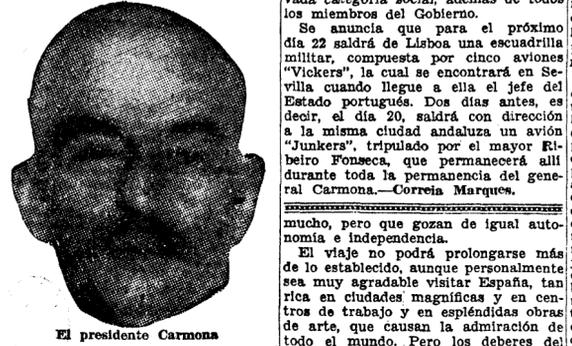 El presidente Carmona
vada categoría social, además de todos
los miembros del Gobierno.
Se anuncia que para el próximo
día 22 saldrá de Lisboa una escuadrilla
militar, compuesta por cinco aviones
"Vickers", la cual se encontrará en Se-
villa cuando llegue a ella el jefe del
Estado portugués. Dos días antes, es
decir, el día 20, saldrá con dirección
a la misma ciudad andaluza un avión
"Junkers", tripulado por el mayor Ri-
beiro Fonseca, que permanecerá allí
durante toda la permanencia del gene-
ral Carmona.—Correia Marques.
mucho, pero que gozan de igual auto-
nomía e independencia.
El viaje no podrá prolongarse más
de lo establecido, aunque personalmente
sea muy agradable visitar España, tan
rica en ciudades magníficas y en cen-
tros de trabajo y en espléndidas obras
de arte, que causan la admiración de
todo el mundo. Pero los deberes del